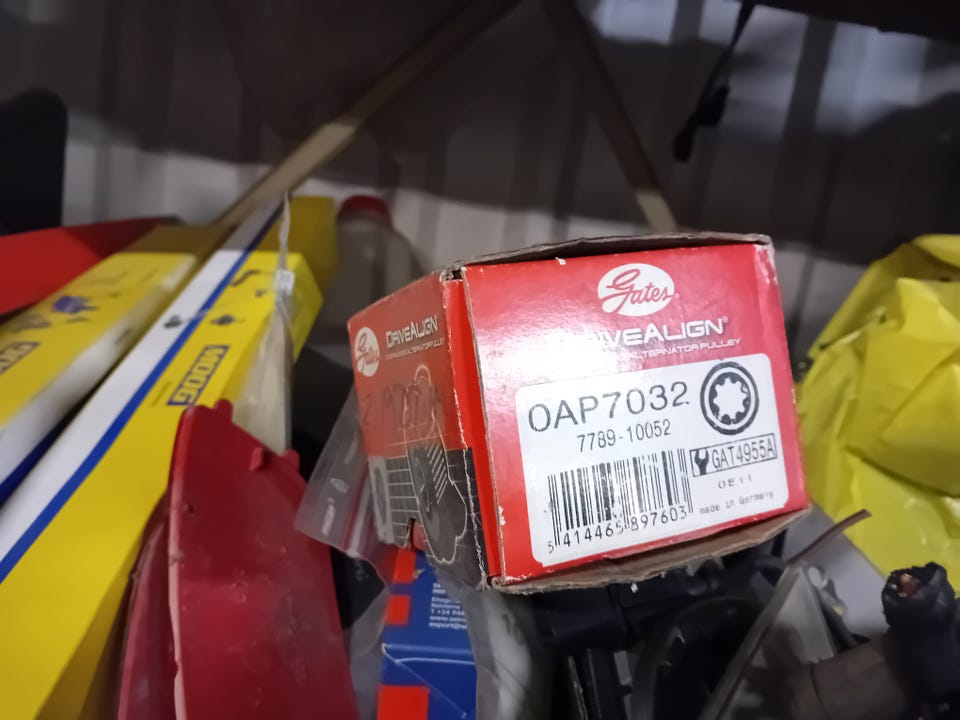 Gates
DRIVEALIGN®
ALTERNATOR PULLEY
OAP7032
7789-10052
GAT4955A
OE11
made in Germany
5 414465 897603
Gates
DRIVEALIGN
MOOG